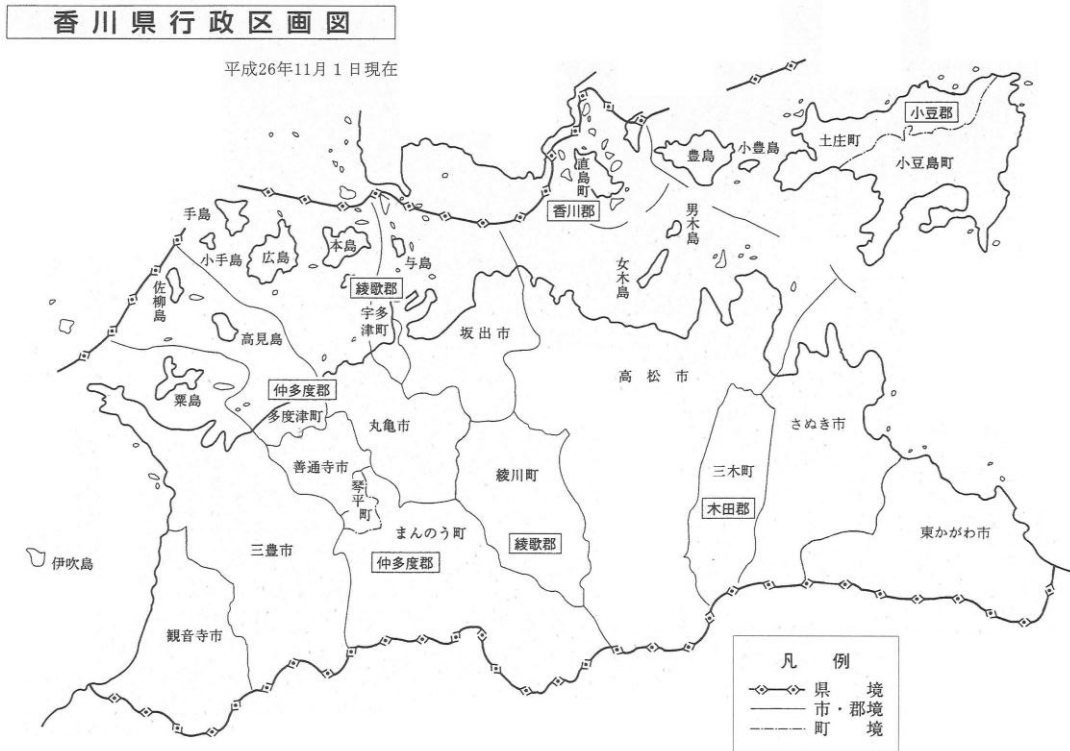 香川県行政区画図
平成26年11月1日現在
小豆郡
土庄町
小豆島町
豊島
小豊島
直島町
香川郡
男木島
女木島
手島
小手島
広島
本島
与島
佐柳島
高見島
粟島
綾歌郡
宇多津町
坂出市
高松市
仲多度郡
多度津町
丸亀市
善通寺市
琴平町
綾川町
綾歌郡
まんのう町
仲多度郡
三木町
木田郡
さぬき市
東かがわ市
伊吹島
三豊市
観音寺市
凡例
県境
市・郡境
町境